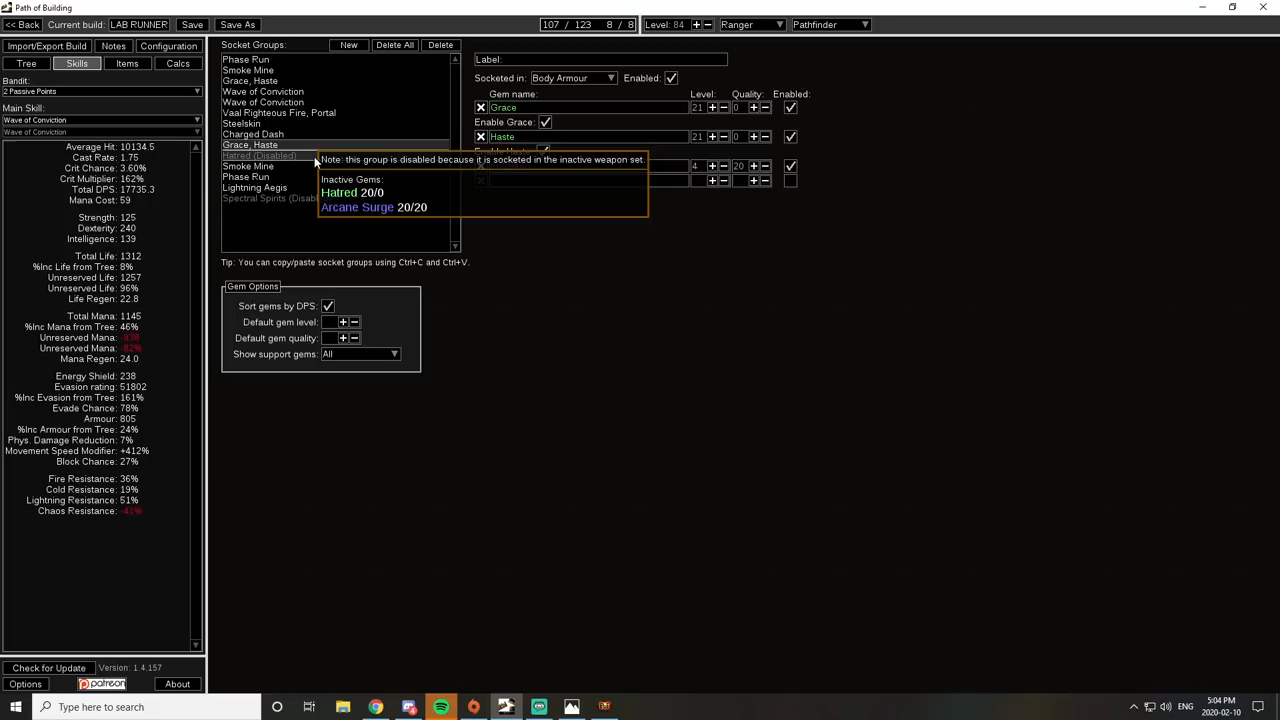 Path of Building
<< Back
Current build: LAB RUNNER
Save
Save As
107 / 123 8 / 8
Level: 84
Ranger
Pathfinder
Import/Export Build
Notes
Configuration
Tree
Skills
Items
Calcs
Bandit:
2 Passive Points
Main Skill:
Wave of Conviction
Wave of Conviction
Average Hit: 10134.5
Cast Rate: 1.75
Crit Chance: 3.60%
Crit Multiplier: 162%
Total DPS: 17735.3
Mana Cost: 59
Strength: 125
Dexterity: 240
Intelligence: 139
Total Life: 1312
%Inc Life from Tree: 8%
Unreserved Life: 1257
Unreserved Life: 96%
Life Regen: 22.8
Total Mana: 1145
%Inc Mana from Tree: 46%
Unreserved Mana: -938
Unreserved Mana: -82%
Mana Regen: 24.0
Energy Shield: 238
Evasion rating: 51802
%Inc Evasion from Tree: 161%
Evade Chance: 78%
Armour: 805
%Inc Armour from Tree: 24%
Phys. Damage Reduction: 7%
Movement Speed Modifier: +412%
Block Chance: 27%
Fire Resistance: 36%
Cold Resistance: 19%
Lightning Resistance: 51%
Chaos Resistance: -41%
Check for Update
Version: 1.4.157
Options
patreon
About
Socket Groups:
New
Delete All
Delete
Phase Run
Smoke Mine
Grace, Haste
Wave of Conviction
Wave of Conviction
Vaal Righteous Fire, Portal
Steelskin
Charged Dash
Grace, Haste
Hatred (Disabled)
Smoke Mine
Phase Run
Lightning Aegis
Spectral Spirits (Disabl
Note: this group is disabled because it is socketed in the inactive weapon set.
Inactive Gems:
Hatred 20/0
Arcane Surge 20/20
Tip: You can copy/paste socket groups using Ctrl+C and Ctrl+V.
Gem Options
Sort gems by DPS:
Default gem level:
Default gem quality:
Show support gems: All
Label:
Socketed in: Body Armour
Enabled:
Gem name:
Level:
Quality:
Enabled:
Grace
21
0
Enable Grace:
Haste
21
0
4
20
Type here to search
ENG
5:04 PM
2020-02-10